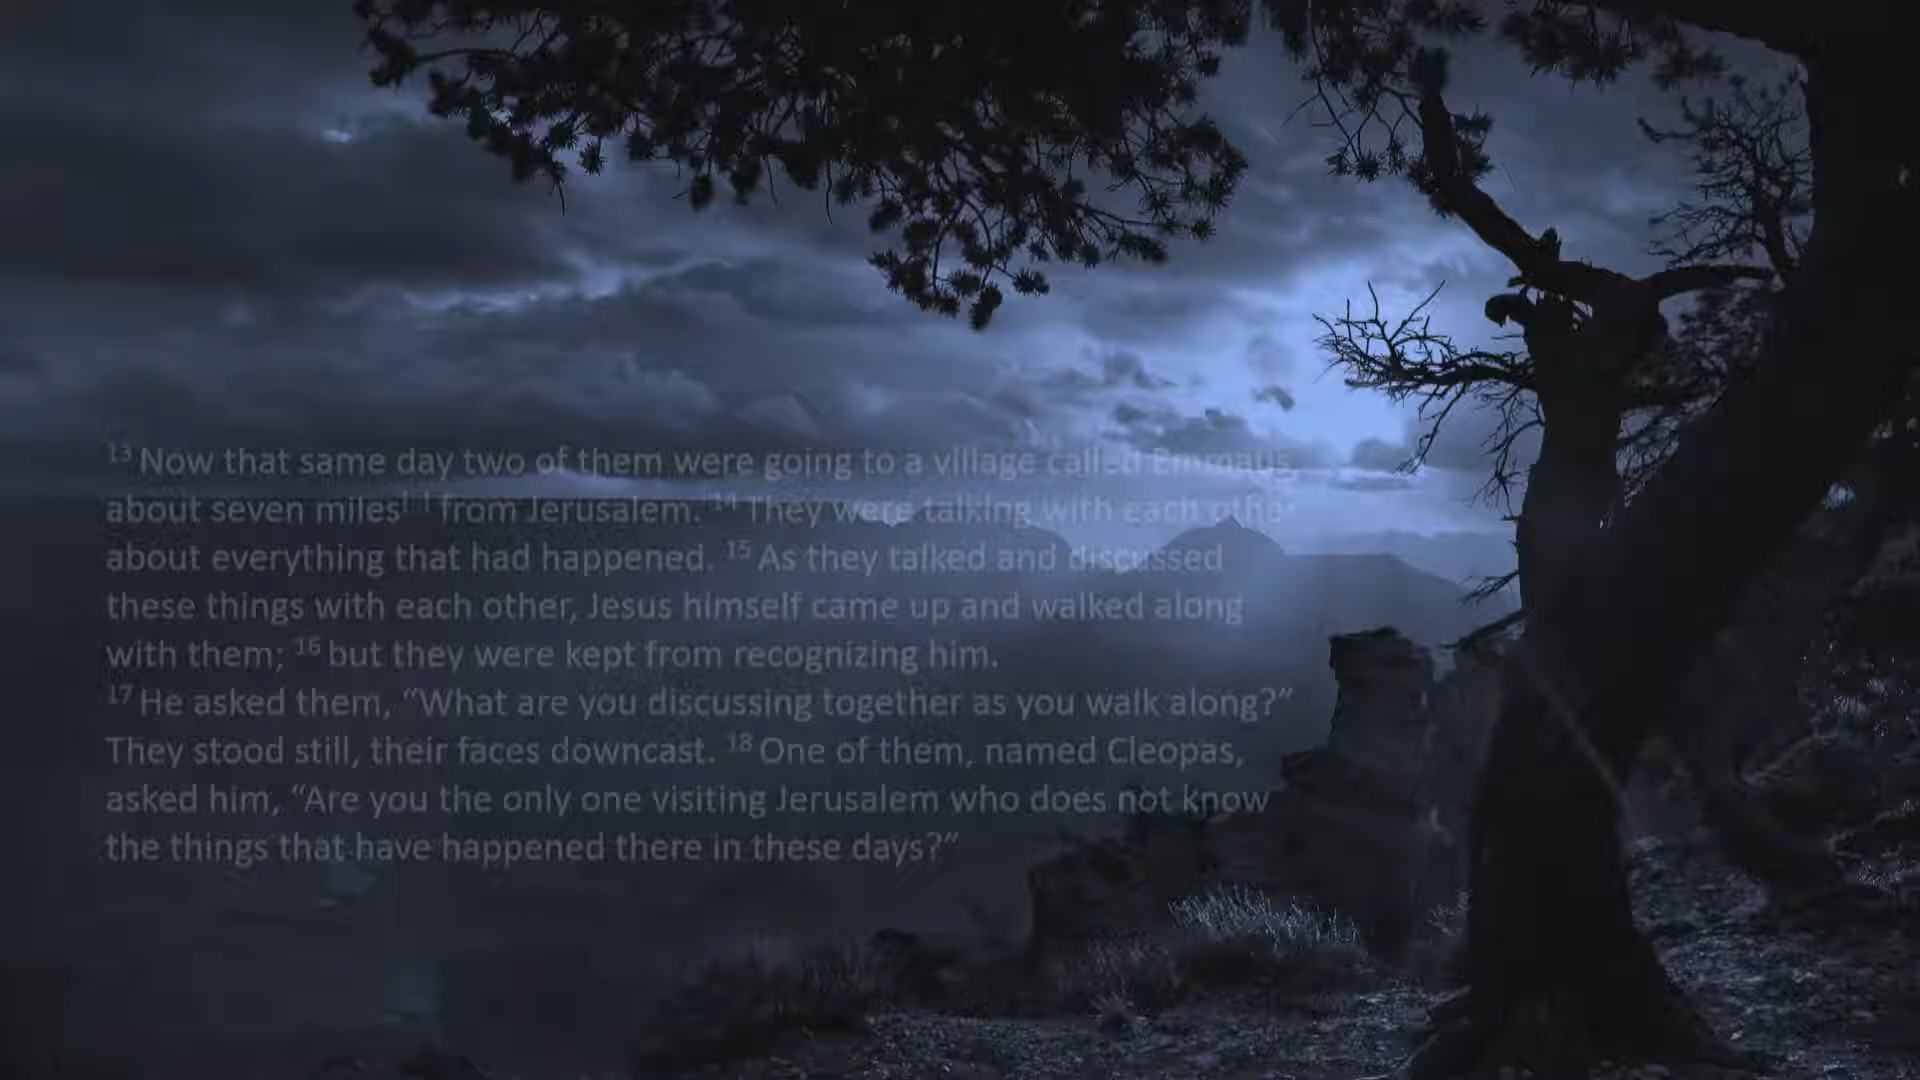 13 Now that same day two of them were going to a village called Emmaus,
about seven miles from Jerusalem. 14 They were talking with each other
about everything that had happened. 15 As they talked and discussed
these things with each other, Jesus himself came up and walked along
with them; 16 but they were kept from recognizing him.
17 He asked them, “What are you discussing together as you walk along?”
They stood still, their faces downcast. 18 One of them, named Cleopas,
asked him, “Are you the only one visiting Jerusalem who does not know
the things that have happened there in these days?”